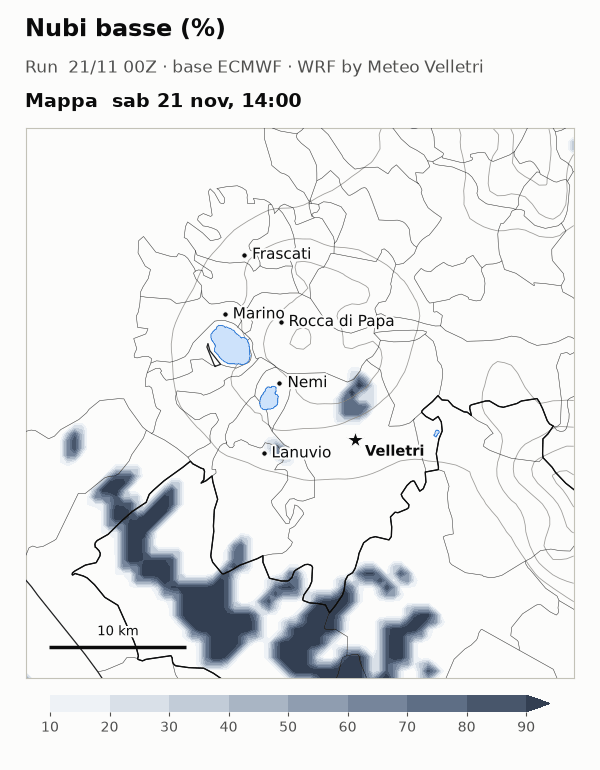 Nubi basse (%)
Run  21/11 00Z · base ECMWF · WRF by Meteo Velletri
Mappa  sab 21 nov, 14:00
Frascati
Marino
Rocca di Papa
Nemi
Velletri
Lanuvio
10 km
10 20 30 40 50 60 70 80 90